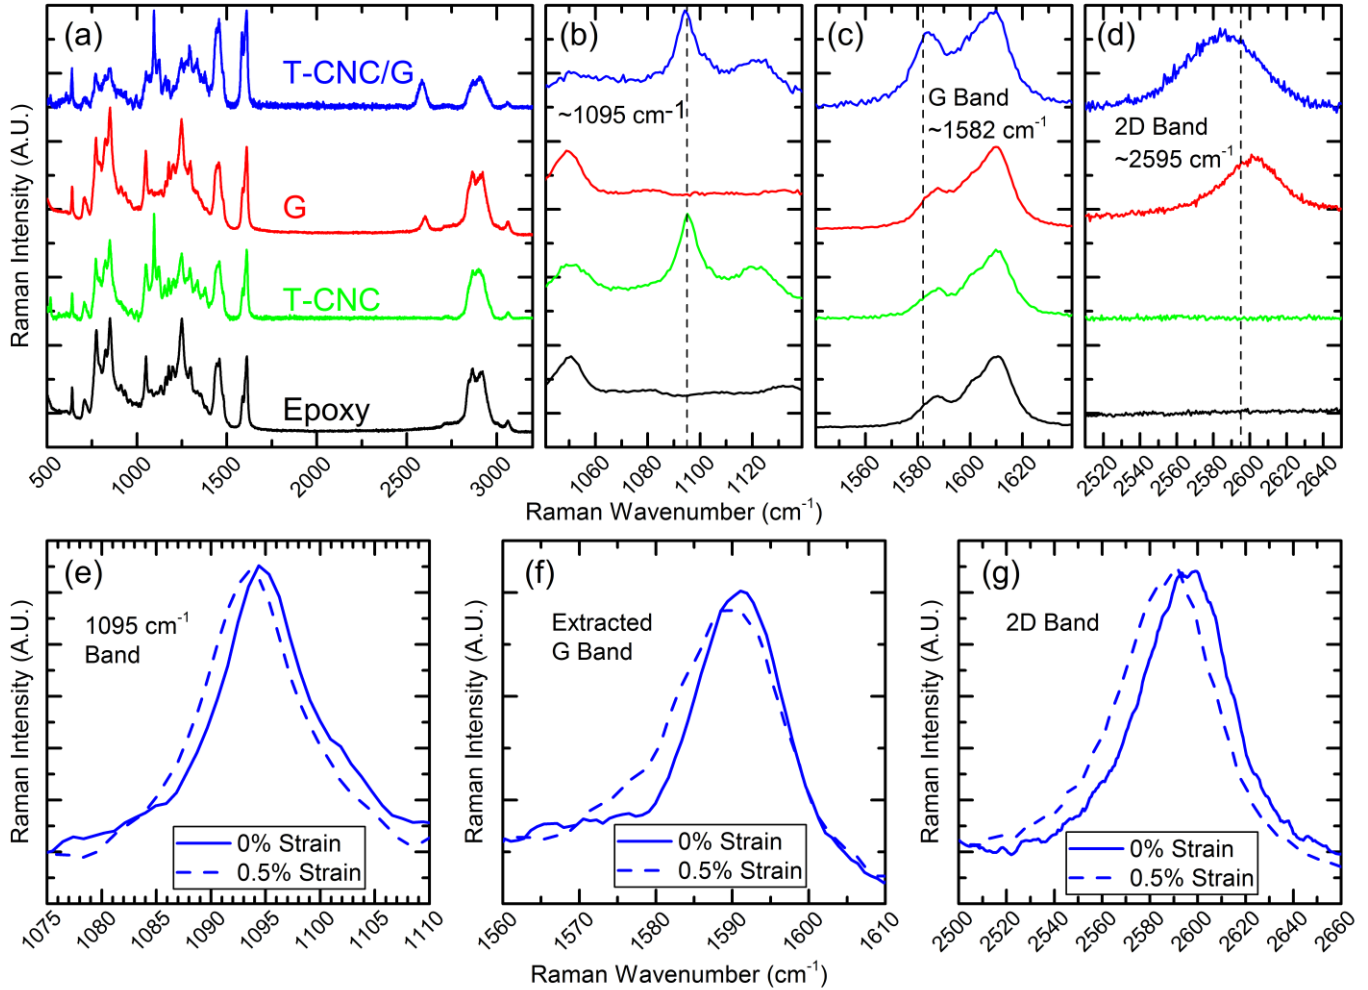 Raman Intensity (A.U.)
(a)
T-CNC/G
G
T-CNC
Epoxy
500
1000
1500
2000
2500
3000
(b)
~1095 cm-1
1060
1080
1100
1120
(c)
G Band
~1582 cm-1
1560
1580
1600
1620
(d)
2D Band
~2595 cm-1
2520
2540
2560
2580
2600
2620
2640
Raman Wavenumber (cm-1)
Raman Intensity (A.U.)
(e)
1095 cm-1
Band
0% Strain
0.5% Strain
1075
1080
1085
1090
1095
1100
1105
1110
Raman Intensity (A.U.)
(f)
Extracted
G Band
0% Strain
0.5% Strain
1560
1570
1580
1590
1600
1610
Raman Intensity (A.U.)
(g)
2D Band
0% Strain
0.5% Strain
2500
2520
2540
2560
2580
2600
2620
2640
2660
Raman Wavenumber (cm-1)